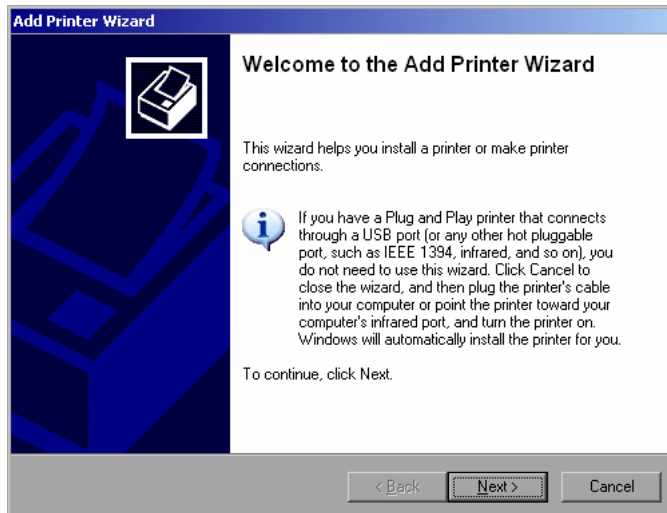 Add Printer Wizard
Welcome to the Add Printer Wizard
This wizard helps you install a printer or make printer
connections.
If you have a Plug and Play printer that connects
through a USB port (or any other hot pluggable
port, such as IEEE 1394, infrared, and so on), you
do not need to use this wizard. Click Cancel to
close the wizard, and then plug the printer's cable
into your computer or point the printer toward your
computer's infrared port, and turn the printer on.
Windows will automatically install the printer for you.
To continue, click Next.
< Back
Next >
Cancel